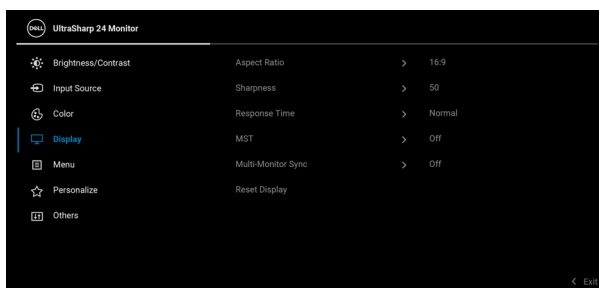 DELL UltraSharp 24 Monitor
Brightness/Contrast Aspect Ratio > 16:9
Input Source Sharpness > 50
Color Response Time > Normal
Display MST > Off
Menu Multi-Monitor Sync > Off
Personalize Reset Display
Others
< Exit